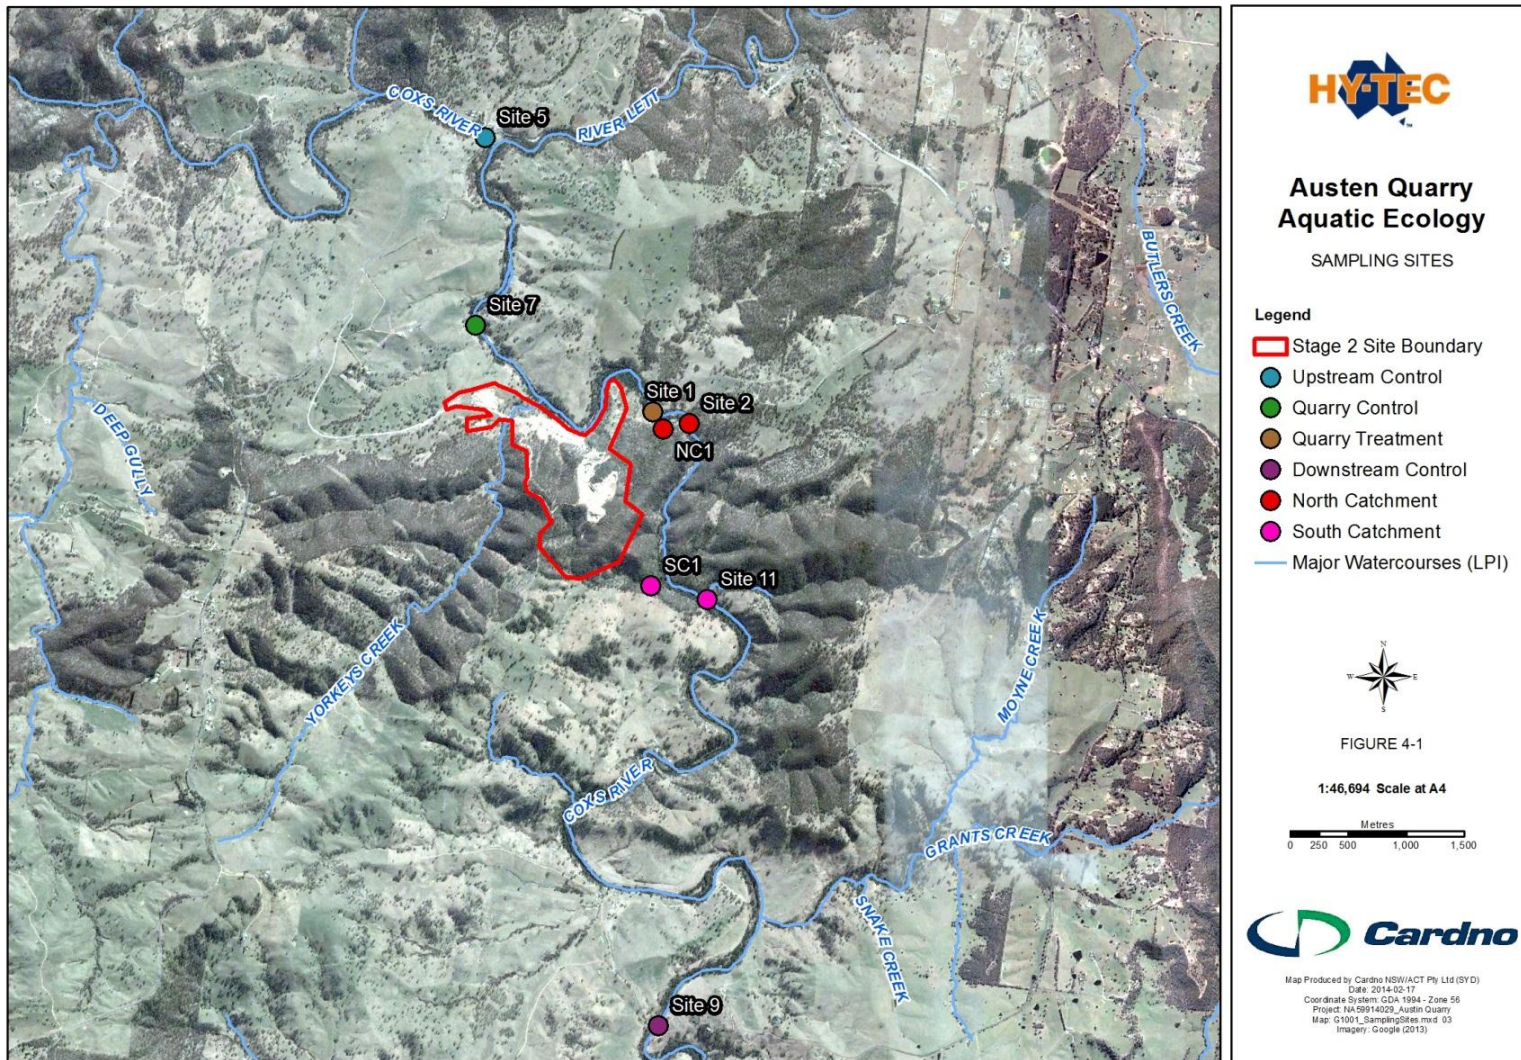 COXS RIVER
Site 5
RIVER LETT
BUTLERS CREEK
Site 7
Site 1
Site 2
NC1
DEEP GULLY
SC1
Site 11
YORKEYS CREEK
MOYNE CREEK
COXS RIVER
GRANTS CREEK
SNAKE CREEK
Site 9
HY-TEC
TM
Austen Quarry
Aquatic Ecology
SAMPLING SITES
Legend
Stage 2 Site Boundary
Upstream Control
Quarry Control
Quarry Treatment
Downstream Control
North Catchment
South Catchment
Major Watercourses (LPI)
N
W E
S
FIGURE 4-1
1:46,694 Scale at A4
Metres
0 250 500 1,000 1,500
Cardno
Map Produced by Cardno NSW/ACT Pty Ltd (SYD)
Date: 2014-02-17
Coordinate System: GDA 1994 - Zone 56
Project: NA59914029_Austin Quarry
Map: G1001_SamplingSites.mxd 03
Imagery: Google (2013)